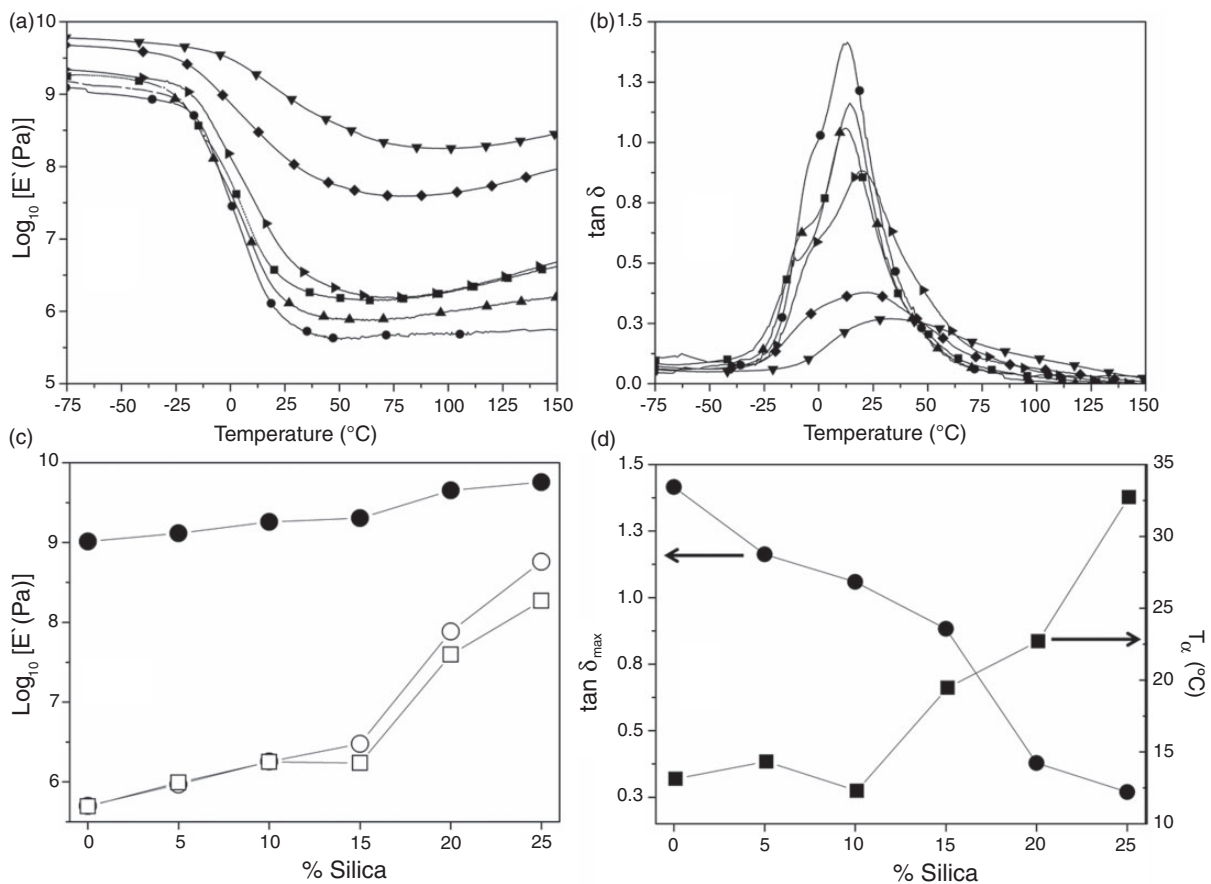 (a)
10
9
8
7
6
5
Log10 [E`(Pa)]
-75 -50 -25 0 25 50 75 100 125 150
Temperature (°C)
(b)
1.5
1.3
1.0
0.8
0.5
0.3
0.0
tan δ
-75 -50 -25 0 25 50 75 100 125 150
Temperature (°C)
(c)
10
9
8
7
6
Log10 [E`(Pa)]
0 5 10 15 20 25
% Silica
(d)
1.5
1.3
1.0
0.8
0.5
0.3
tan δmax
35
30
25
20
15
10
Tα (°C)
0 5 10 15 20 25
% Silica